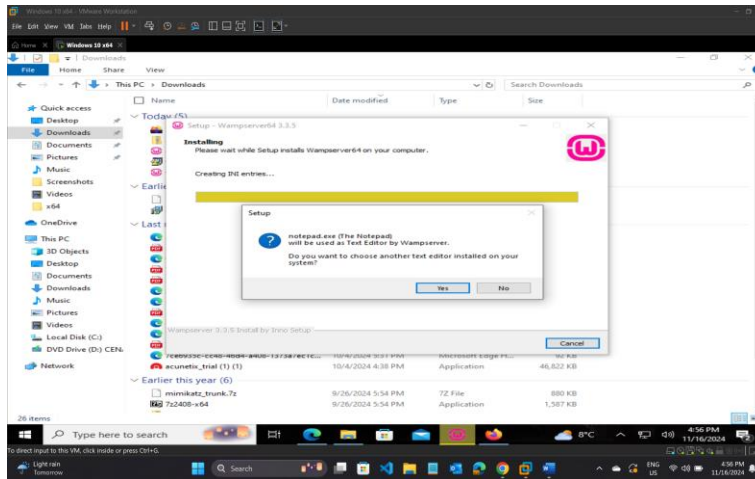 Windows 10 x64 - VMware Workstation
File Edit View VM Tabs Help
Home
Windows 10 x64
Downloads
File Home Share View
This PC > Downloads
Search Downloads
Name Date modified Type Size
Quick access
Desktop
Downloads
Documents
Pictures
Music
Screenshots
Videos
x64
OneDrive
This PC
3D Objects
Desktop
Documents
Downloads
Music
Pictures
Videos
Local Disk (C:)
DVD Drive (D:) CEN
Network
Today (5)
Earlie
Last
Setup - Wampserver64 3.3.5
Installing
Please wait while Setup installs Wampserver64 on your computer.
Creating INI entries...
Setup
notepad.exe (The Notepad)
will be used as Text Editor by Wampserver.
Do you want to choose another text editor installed on your
system?
Yes No
Wampserver 3.3.5 Install by Inno Setup
Cancel
10/4/2024 5:31 PM Microsoft Edge P... 92 KB
acunetix_trial (1) (1) 10/4/2024 4:38 PM Application 46,822 KB
Earlier this year (6)
mimikatz_trunk.7z 9/26/2024 5:54 PM 7Z File 880 KB
7z2408-x64 9/26/2024 5:54 PM Application 1,587 KB
26 items
Type here to search
8°C
4:56 PM
11/16/2024
To direct input to this VM, click inside or press Ctrl+G.
Light rain
Tomorrow
Search
ENG
US
4:56 PM
11/16/2024